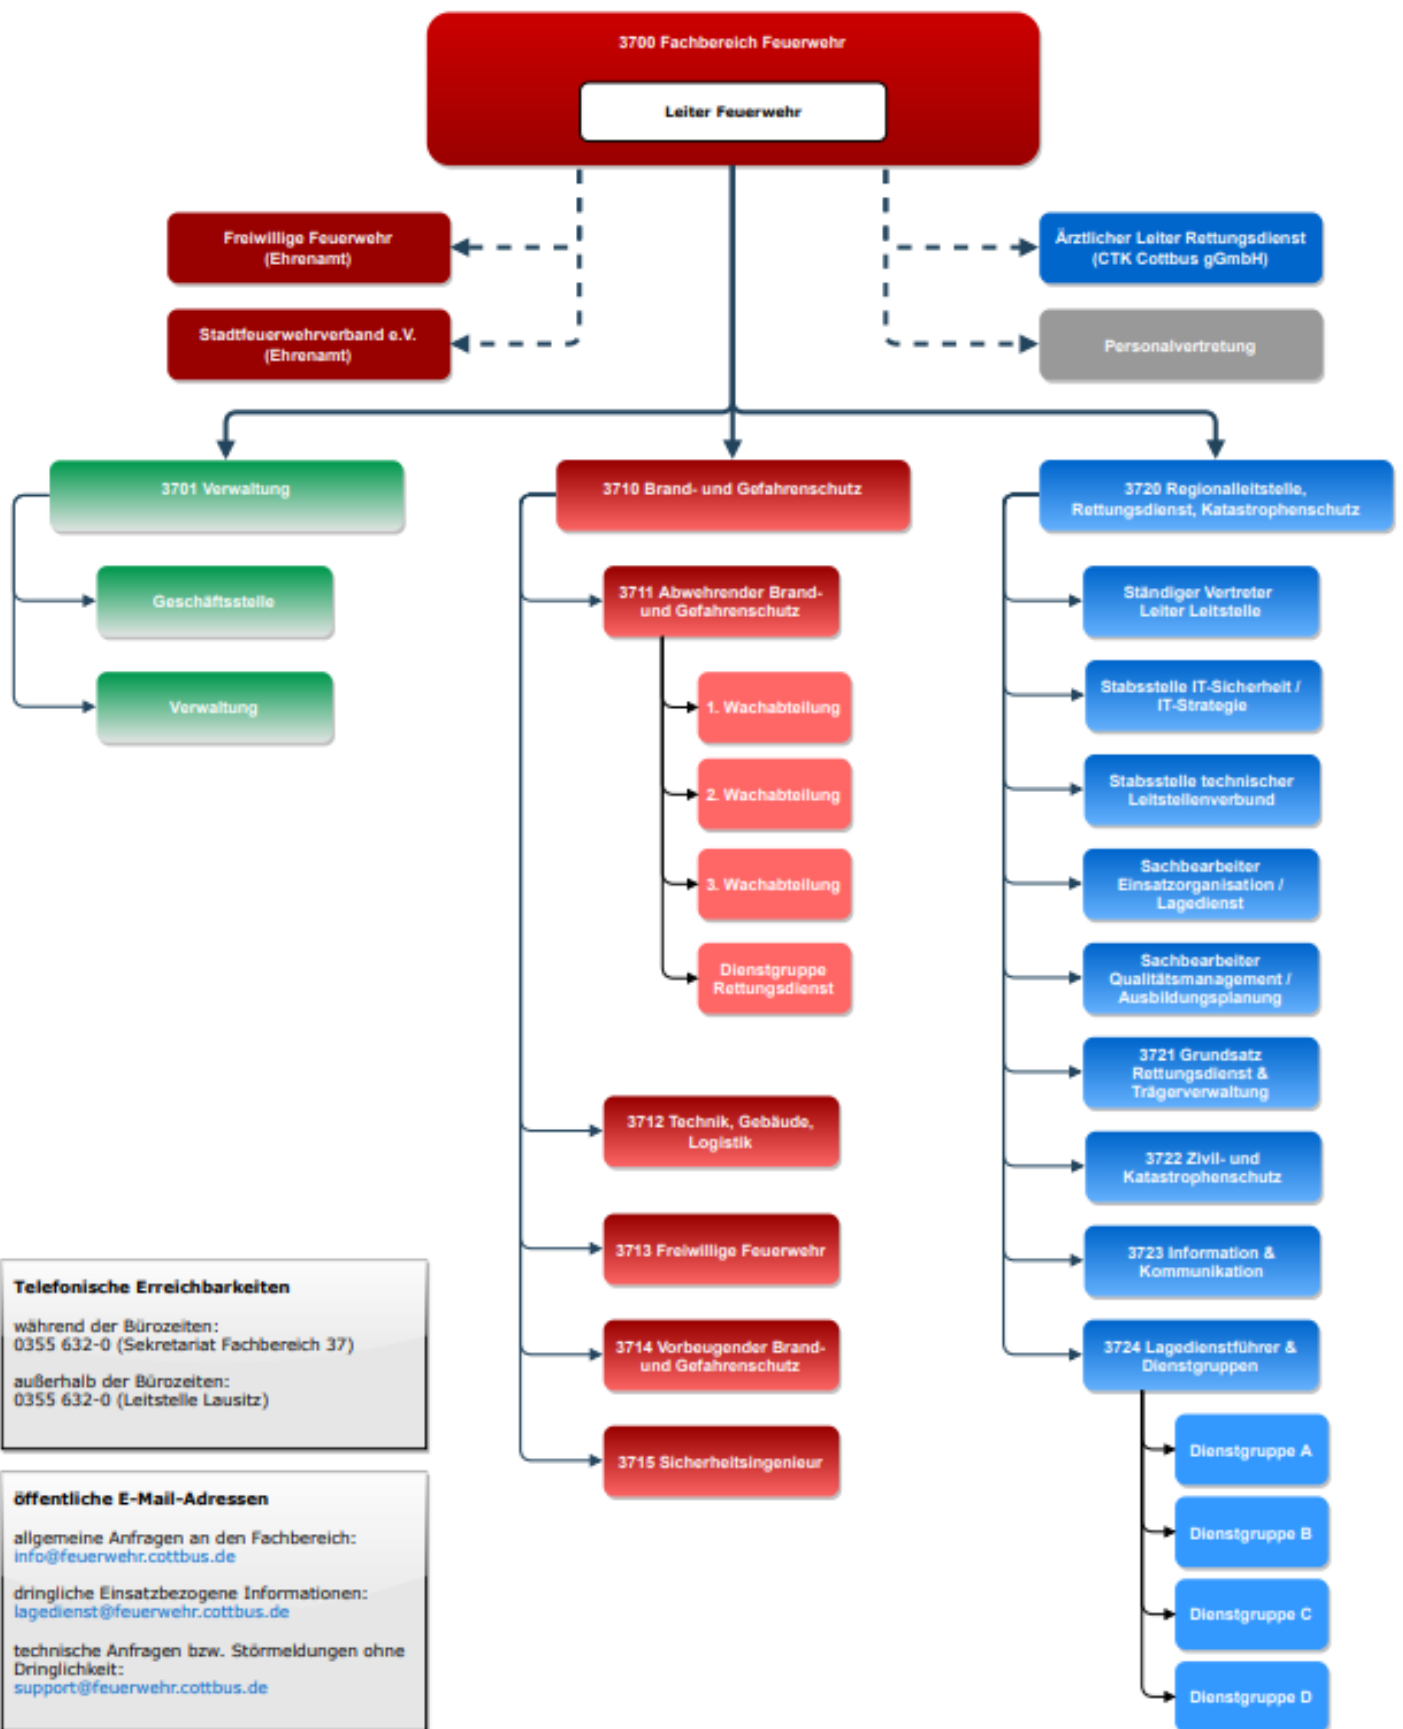 3700 Fachbereich Feuerwehr
Leiter Feuerwehr
Freiwillige Feuerwehr
(Ehrenamt)
Stadtfeuerwehrverband e.V.
(Ehrenamt)
Ärztlicher Leiter Rettungsdienst
(CTK Cottbus gGmbH)
Personalvertretung
3701 Verwaltung
Geschäftsstelle
Verwaltung
3710 Brand- und Gefahrenschutz
3711 Abwehrender Brand-
und Gefahrenschutz
1. Wachabteilung
2. Wachabteilung
3. Wachabteilung
Dienstgruppe
Rettungsdienst
3712 Technik, Gebäude,
Logistik
3713 Freiwillige Feuerwehr
3714 Vorbeugender Brand-
und Gefahrenschutz
3715 Sicherheitsingenieur
3720 Regionalleitstelle,
Rettungsdienst, Katastrophenschutz
Ständiger Vertreter
Leiter Leitstelle
Stabsstelle IT-Sicherheit /
IT-Strategie
Stabsstelle technischer
Leitstellenverbund
Sachbearbeiter
Einsatzorganisation /
Lagedienst
Sachbearbeiter
Qualitätsmanagement /
Ausbildungsplanung
3721 Grundsatz
Rettungsdienst &
Trägerverwaltung
3722 Zivil- und
Katastrophenschutz
3723 Information &
Kommunikation
3724 Lagedienstführer &
Dienstgruppen
Dienstgruppe A
Dienstgruppe B
Dienstgruppe C
Dienstgruppe D
Telefonische Erreichbarkeiten
während der Bürozeiten:
0355 632-0 (Sekretariat Fachbereich 37)
außerhalb der Bürozeiten:
0355 632-0 (Leitstelle Lausitz)
öffentliche E-Mail-Adressen
allgemeine Anfragen an den Fachbereich:
info@feuerwehr.cottbus.de
dringliche Einsatzbezogene Informationen:
lagedienst@feuerwehr.cottbus.de
technische Anfragen bzw. Störmeldungen ohne
Dringlichkeit:
support@feuerwehr.cottbus.de